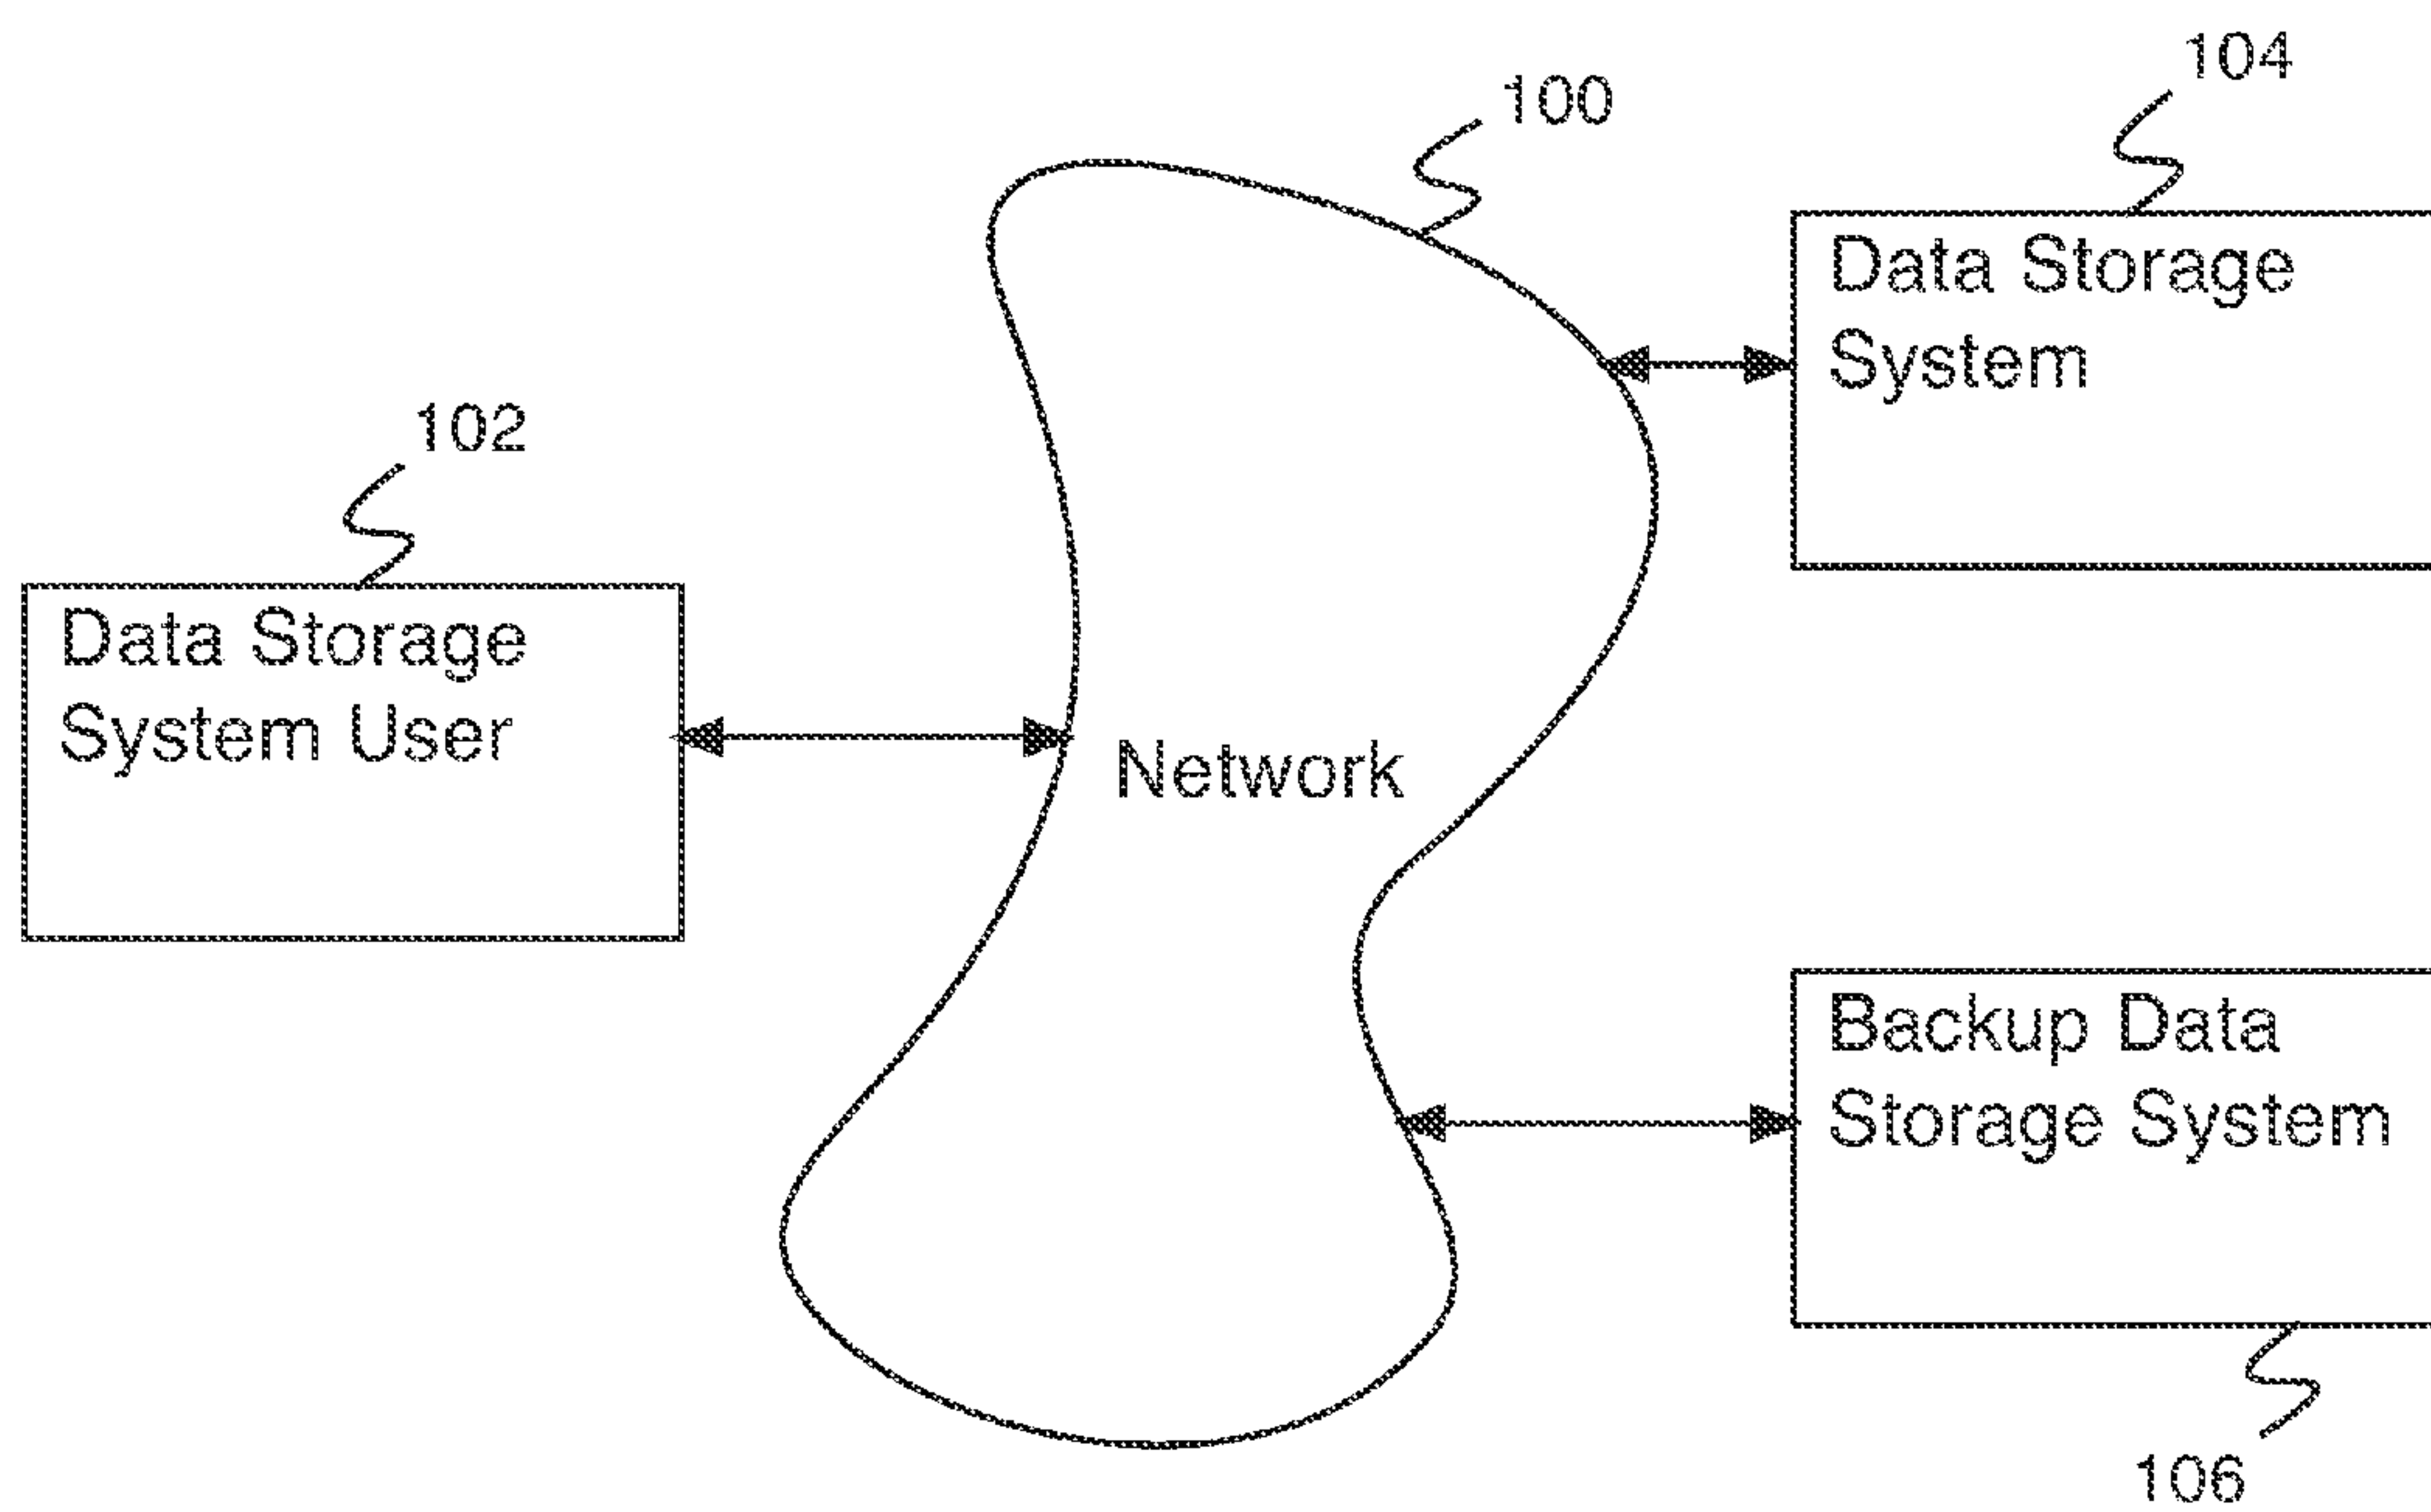 104
100
Data Storage
System
102
Data Storage
System User
Network
Backup Data
Storage System
106